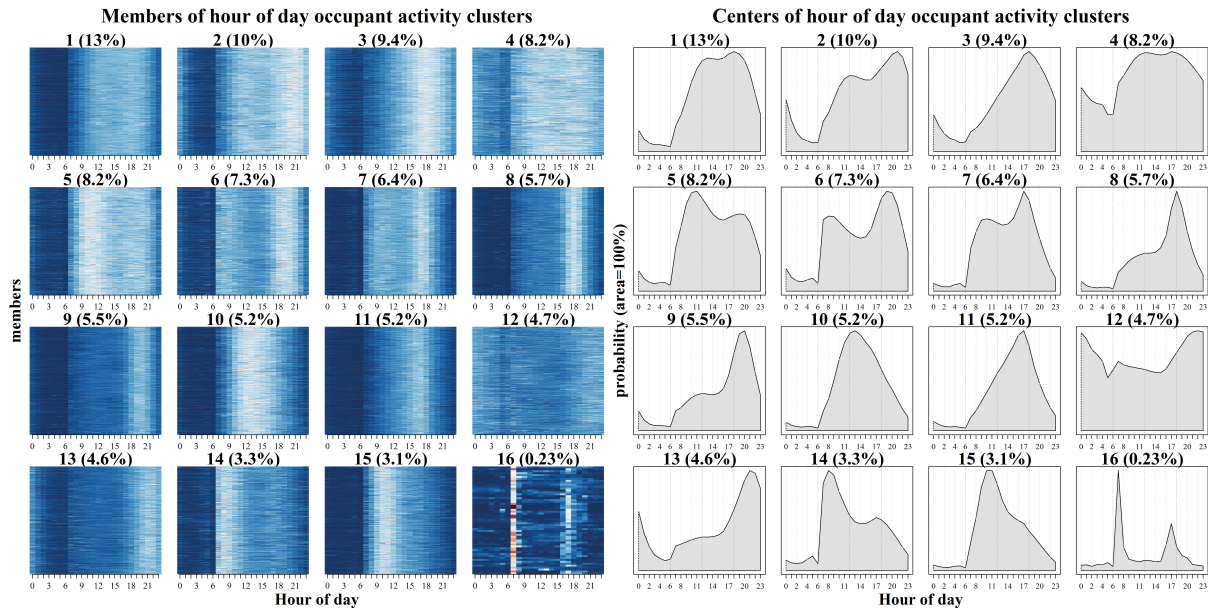 Members of hour of day occupant activity clusters
1 (13%) 2 (10%) 3 (9.4%) 4 (8.2%)
0 3 6 9 12 15 18 21 0 3 6 9 12 15 18 21 0 3 6 9 12 15 18 21 0 3 6 9 12 15 18 21
5 (8.2%) 6 (7.3%) 7 (6.4%) 8 (5.7%)
0 3 6 9 12 15 18 21 0 3 6 9 12 15 18 21 0 3 6 9 12 15 18 21 0 3 6 9 12 15 18 21
members
9 (5.5%) 10 (5.2%) 11 (5.2%) 12 (4.7%)
0 3 6 9 12 15 18 21 0 3 6 9 12 15 18 21 0 3 6 9 12 15 18 21 0 3 6 9 12 15 18 21
13 (4.6%) 14 (3.3%) 15 (3.1%) 16 (0.23%)
0 3 6 9 12 15 18 21 0 3 6 9 12 15 18 21 0 3 6 9 12 15 18 21 0 3 6 9 12 15 18 21
Hour of day
Centers of hour of day occupant activity clusters
1 (13%) 2 (10%) 3 (9.4%) 4 (8.2%)
0 2 4 6 8 11 14 17 20 23 0 2 4 6 8 11 14 17 20 23 0 2 4 6 8 11 14 17 20 23 0 2 4 6 8 11 14 17 20 23
5 (8.2%) 6 (7.3%) 7 (6.4%) 8 (5.7%)
0 2 4 6 8 11 14 17 20 23 0 2 4 6 8 11 14 17 20 23 0 2 4 6 8 11 14 17 20 23 0 2 4 6 8 11 14 17 20 23
probability (area=100%)
9 (5.5%) 10 (5.2%) 11 (5.2%) 12 (4.7%)
0 2 4 6 8 11 14 17 20 23 0 2 4 6 8 11 14 17 20 23 0 2 4 6 8 11 14 17 20 23 0 2 4 6 8 11 14 17 20 23
13 (4.6%) 14 (3.3%) 15 (3.1%) 16 (0.23%)
0 2 4 6 8 11 14 17 20 23 0 2 4 6 8 11 14 17 20 23 0 2 4 6 8 11 14 17 20 23 0 2 4 6 8 11 14 17 20 23
Hour of day